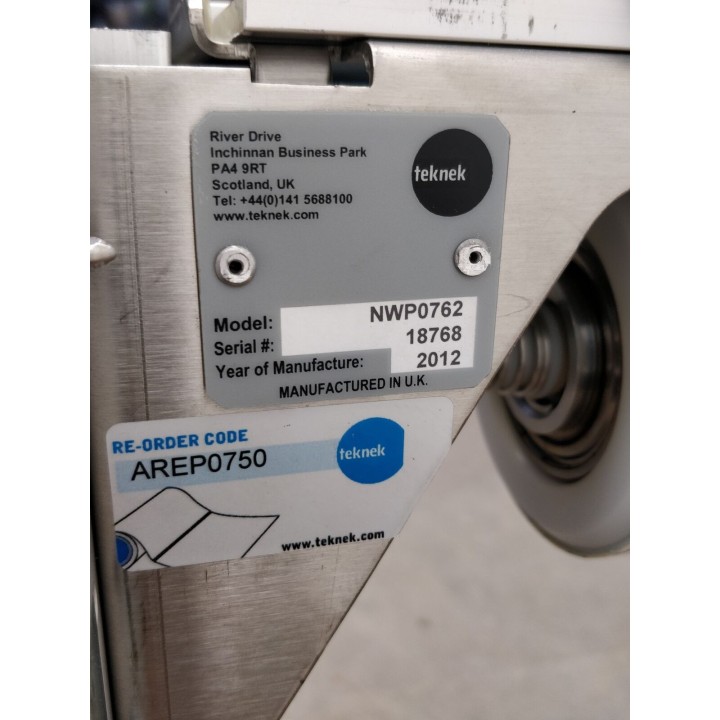 River Drive
Inchinnan Business Park
PA4 9RT
Scotland, UK
Tel: +44(0)141 5688100
www.teknek.com
teknek
Model: NWP0762
Serial #: 18768
Year of Manufacture: 2012
MANUFACTURED IN U.K.
RE-ORDER CODE
AREP0750
teknek
www.teknek.com